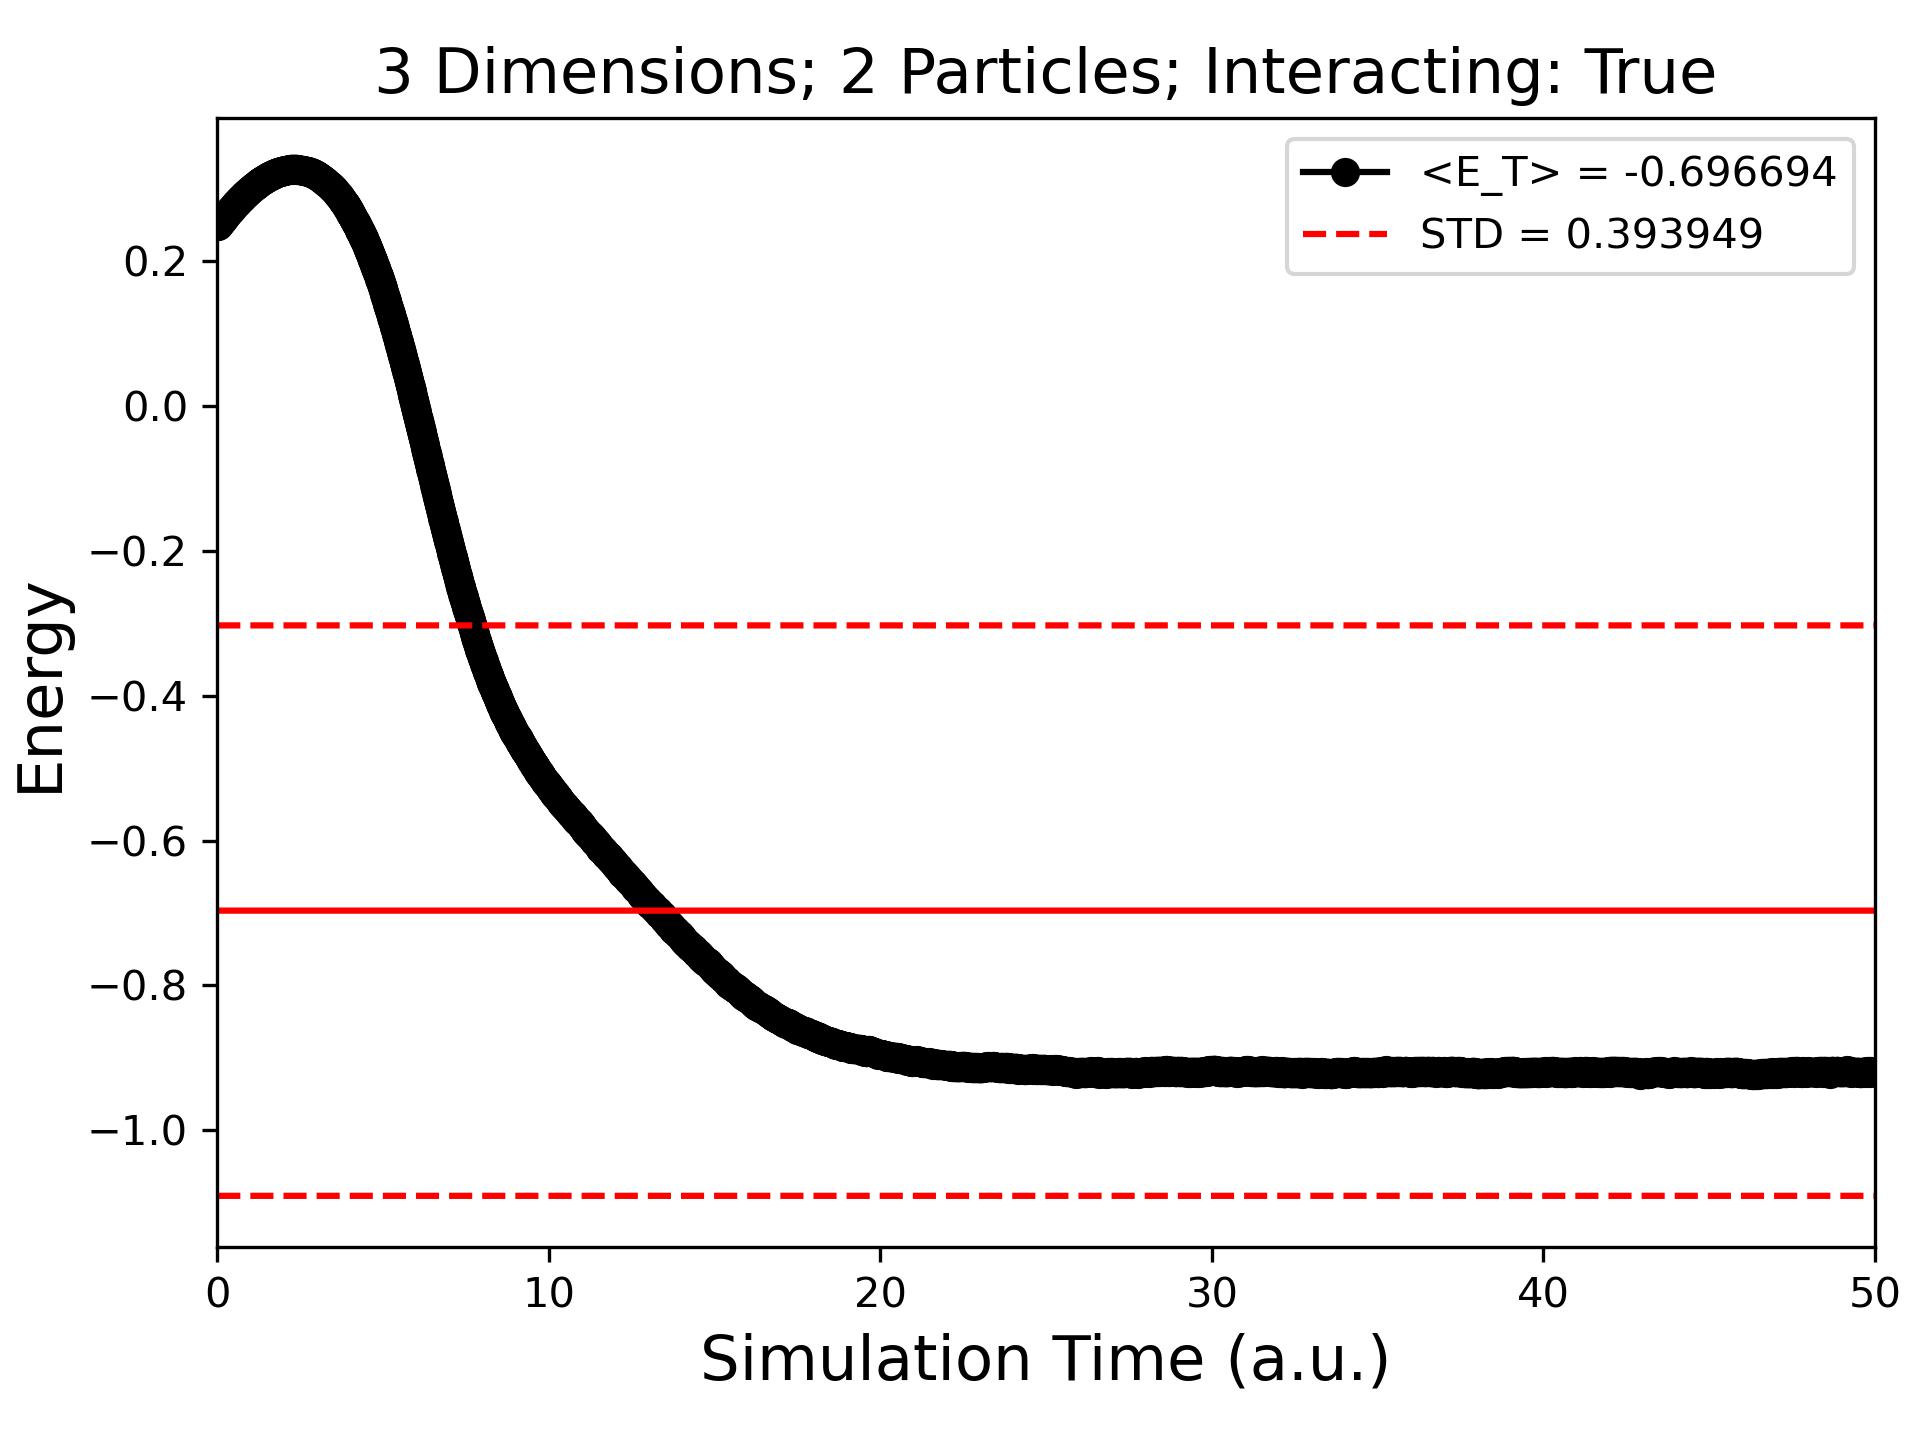 3 Dimensions; 2 Particles; Interacting: True
<E_T> = -0.696694
STD = 0.393949
Energy
0.2
0.0
−0.2
−0.4
−0.6
−0.8
−1.0
0 10 20 30 40 50
Simulation Time (a.u.)